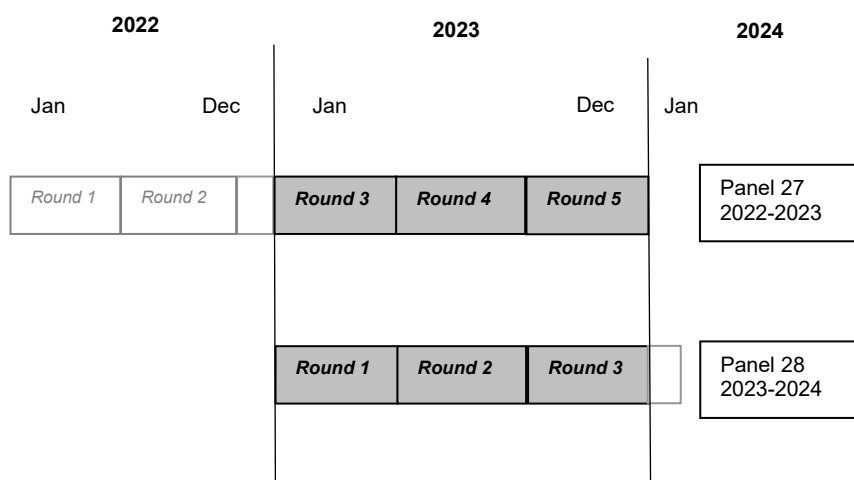 2022 2023 2024
Jan Dec Jan Dec Jan
Round 1 Round 2 Round 3 Round 4 Round 5
Panel 27
2022-2023
Round 1 Round 2 Round 3
Panel 28
2023-2024